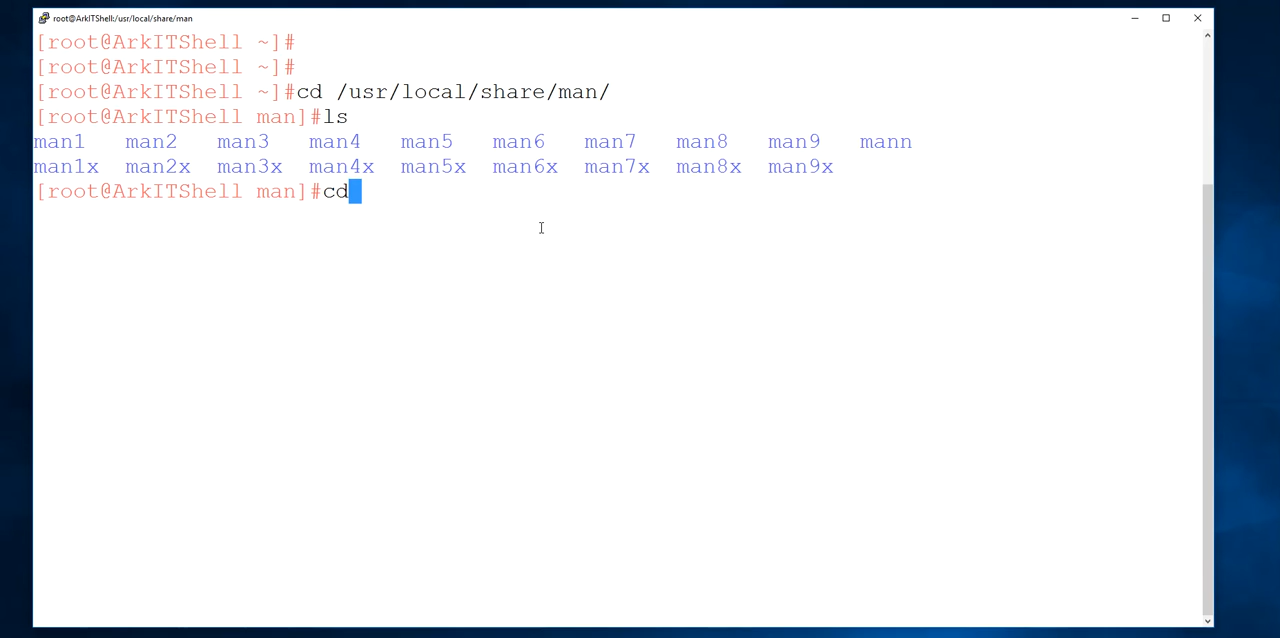 root@ArkITShell:/usr/local/share/man
[root@ArkITShell ~]#
[root@ArkITShell ~]#
[root@ArkITShell ~]#cd /usr/local/share/man/
[root@ArkITShell man]#ls
man1 man2 man3 man4 man5 man6 man7 man8 man9 mann
man1x man2x man3x man4x man5x man6x man7x man8x man9x
[root@ArkITShell man]#cd